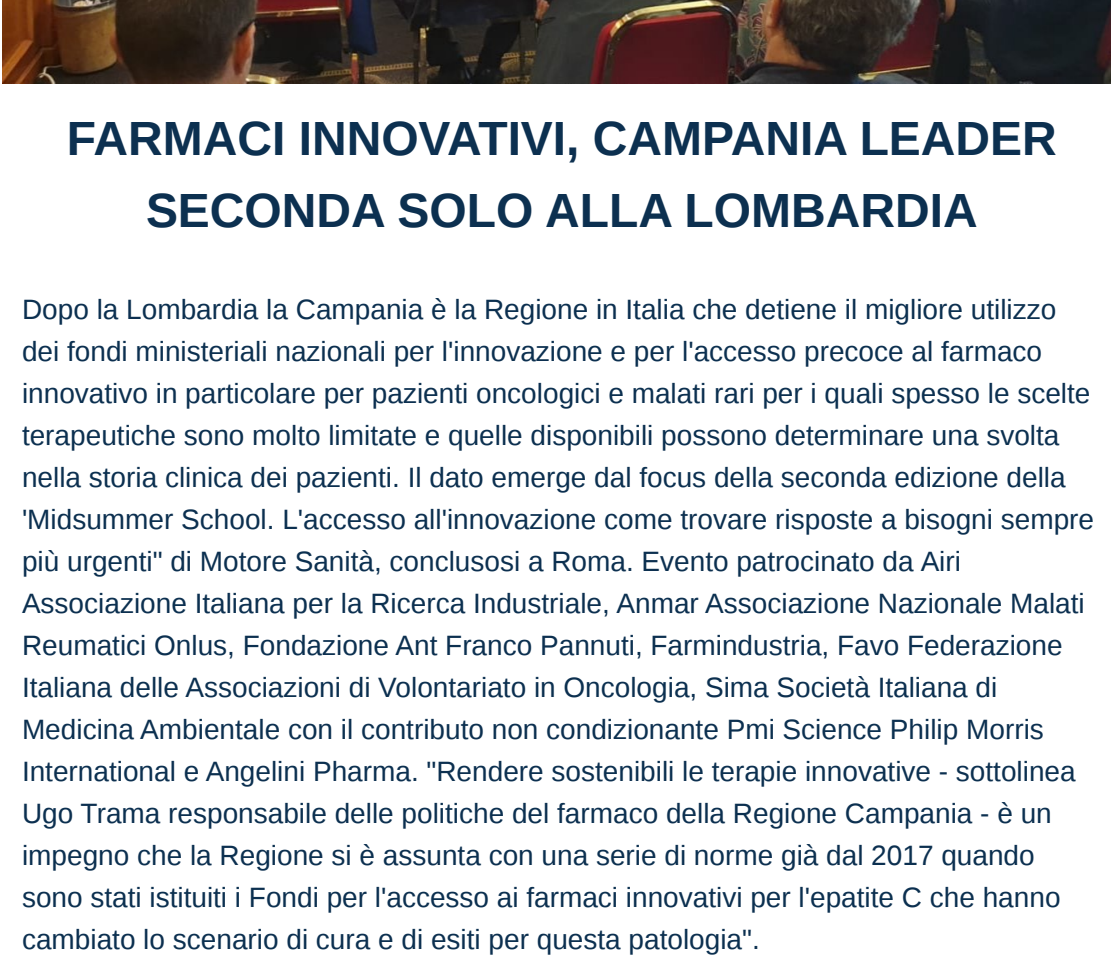 FARMACI INNOVATIVI, CAMPANIA LEADER
SECONDA SOLO ALLA LOMBARDIA
Dopo la Lombardia la Campania è la Regione in Italia che detiene il migliore utilizzo
dei fondi ministeriali nazionali per l'innovazione e per l'accesso precoce al farmaco
innovativo in particolare per pazienti oncologici e malati rari per i quali spesso le scelte
terapeutiche sono molto limitate e quelle disponibili possono determinare una svolta
nella storia clinica dei pazienti. Il dato emerge dal focus della seconda edizione della
'Midsummer School. L'accesso all'innovazione come trovare risposte a bisogni sempre
più urgenti" di Motore Sanità, conclusosi a Roma. Evento patrocinato da Airi
Associazione Italiana per la Ricerca Industriale, Anmar Associazione Nazionale Malati
Reumatici Onlus, Fondazione Ant Franco Pannuti, Farmindustria, Favo Federazione
Italiana delle Associazioni di Volontariato in Oncologia, Sima Società Italiana di
Medicina Ambientale con il contributo non condizionante Pmi Science Philip Morris
International e Angelini Pharma. "Rendere sostenibili le terapie innovative - sottolinea
Ugo Trama responsabile delle politiche del farmaco della Regione Campania - è un
impegno che la Regione si è assunta con una serie di norme già dal 2017 quando
sono stati istituiti i Fondi per l'accesso ai farmaci innovativi per l'epatite C che hanno
cambiato lo scenario di cura e di esiti per questa patologia".